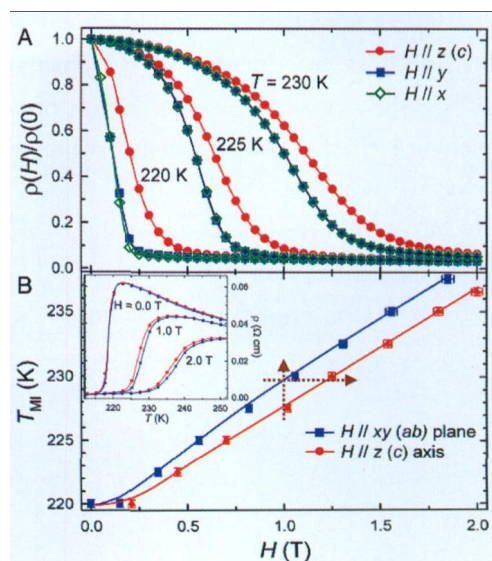 A
1.0
0.8
0.6
0.4
0.2
0.0
ρ(H)/ρ(0)
H // z (c)
H // y
H // x
T = 230 K
225 K
220 K
B
235
230
225
220
T_MI (K)
H = 0.0 T
1.0 T
2.0 T
0.06
0.04
0.02
0.00
ρ (Ω cm)
220 230 240 250
T (K)
H // xy (ab) plane
H // z (c) axis
0.0 0.5 1.0 1.5 2.0
H (T)